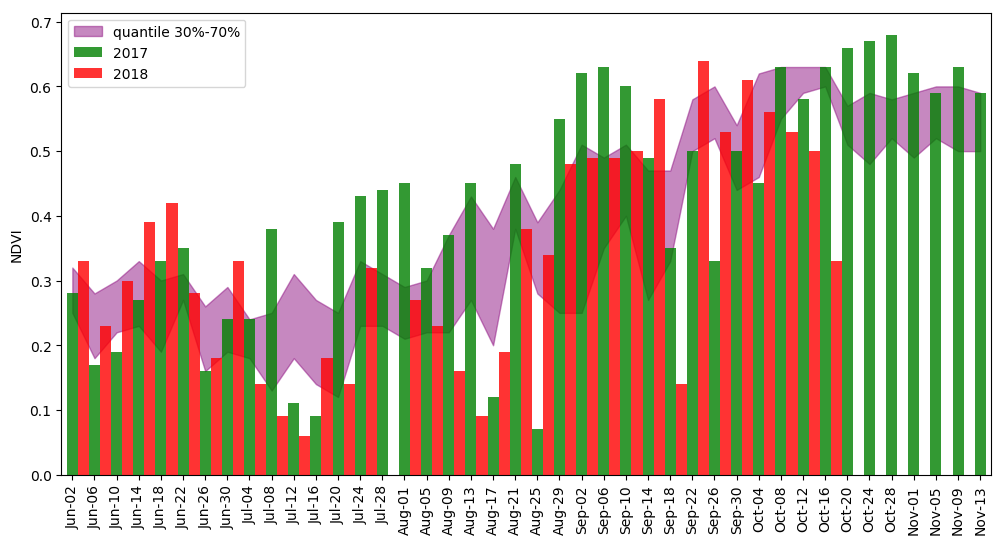 quantile 30%-70%
2017
2018
NDVI
0.7
0.6
0.5
0.4
0.3
0.2
0.1
0.0
Jun-02
Jun-06
Jun-10
Jun-14
Jun-18
Jun-22
Jun-26
Jun-30
Jul-04
Jul-08
Jul-12
Jul-16
Jul-20
Jul-24
Jul-28
Aug-01
Aug-05
Aug-09
Aug-13
Aug-17
Aug-21
Aug-25
Aug-29
Sep-02
Sep-06
Sep-10
Sep-14
Sep-18
Sep-22
Sep-26
Sep-30
Oct-04
Oct-08
Oct-12
Oct-16
Oct-20
Oct-24
Oct-28
Nov-01
Nov-05
Nov-09
Nov-13